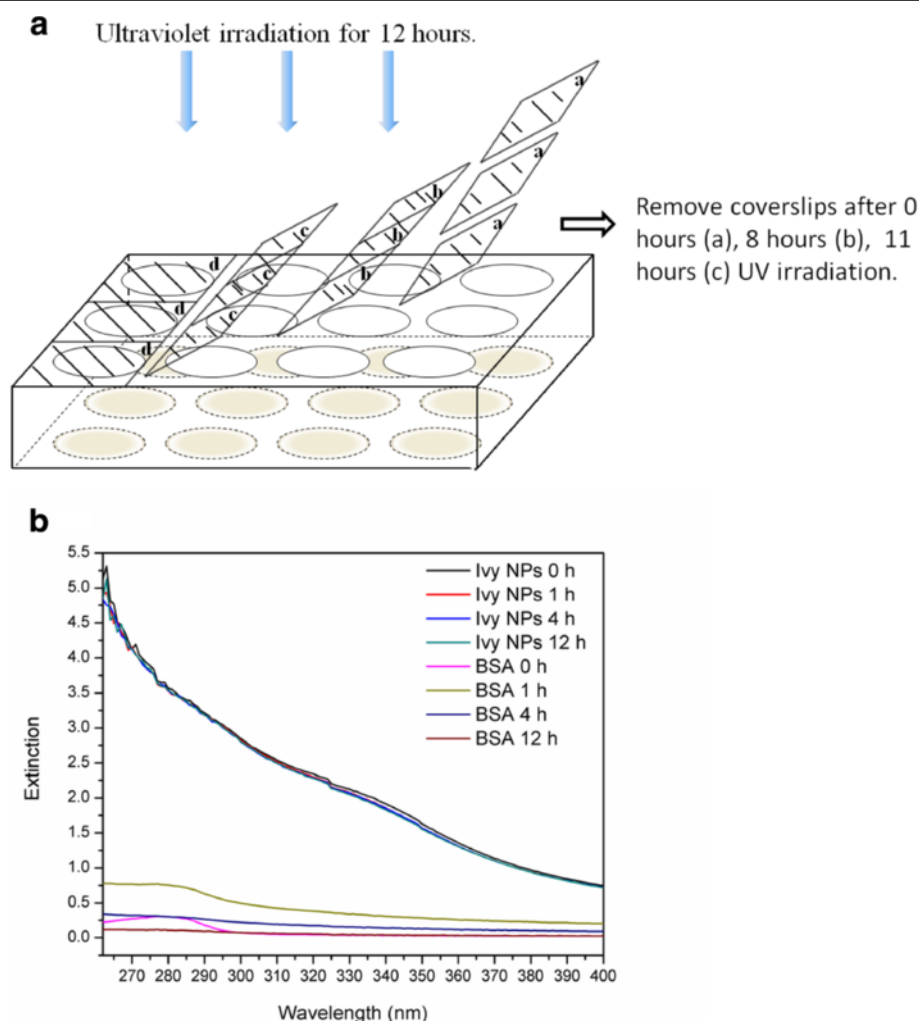 a
Ultraviolet irradiation for 12 hours.
a
a
a
b
b
b
c
c
c
d
d
d
Remove coverslips after 0
hours (a), 8 hours (b), 11
hours (c) UV irradiation.
b
5.5
5.0
4.5
4.0
3.5
3.0
2.5
2.0
1.5
1.0
0.5
0.0
Extinction
Ivy NPs 0 h
Ivy NPs 1 h
Ivy NPs 4 h
Ivy NPs 12 h
BSA 0 h
BSA 1 h
BSA 4 h
BSA 12 h
270 280 290 300 310 320 330 340 350 360 370 380 390 400
Wavelength (nm)